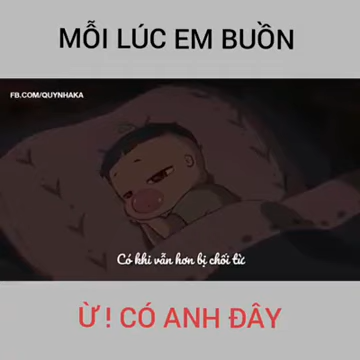 MỖI LÚC EM BUỒN
FB.COM/QUYNHAKA
Có khi vẫn hơn bị chối từ
Ừ ! CÓ ANH ĐÂY